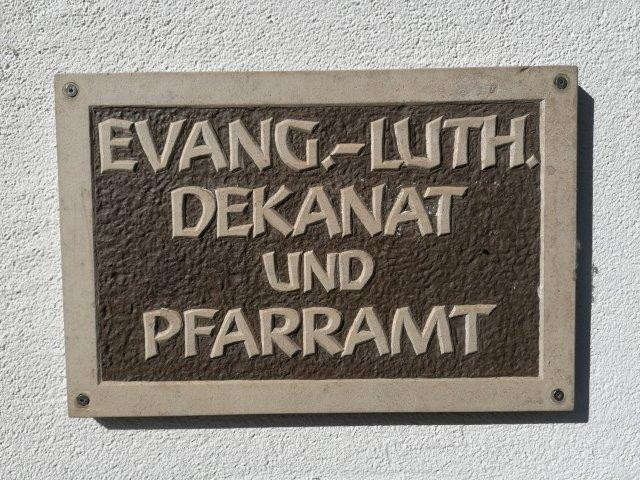 EVANG.-LUTH.
DEKANAT
UND
PFARRAMT